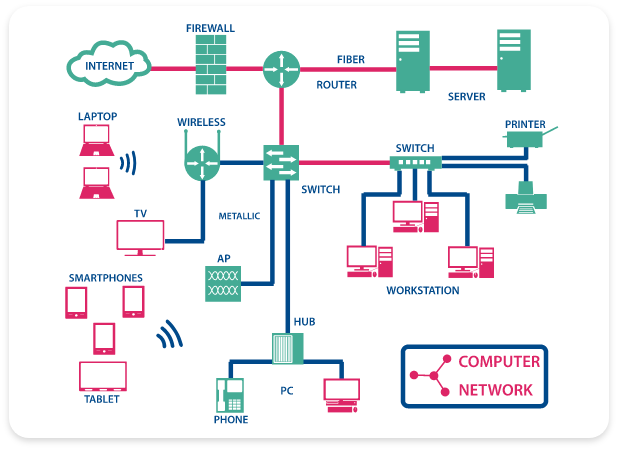 FIREWALL
INTERNET
FIBER
ROUTER
SERVER
LAPTOP
WIRELESS
SWITCH
PRINTER
SWITCH
TV
METALLIC
AP
SMARTPHONES
WORKSTATION
HUB
TABLET
PC
PHONE
COMPUTER
NETWORK